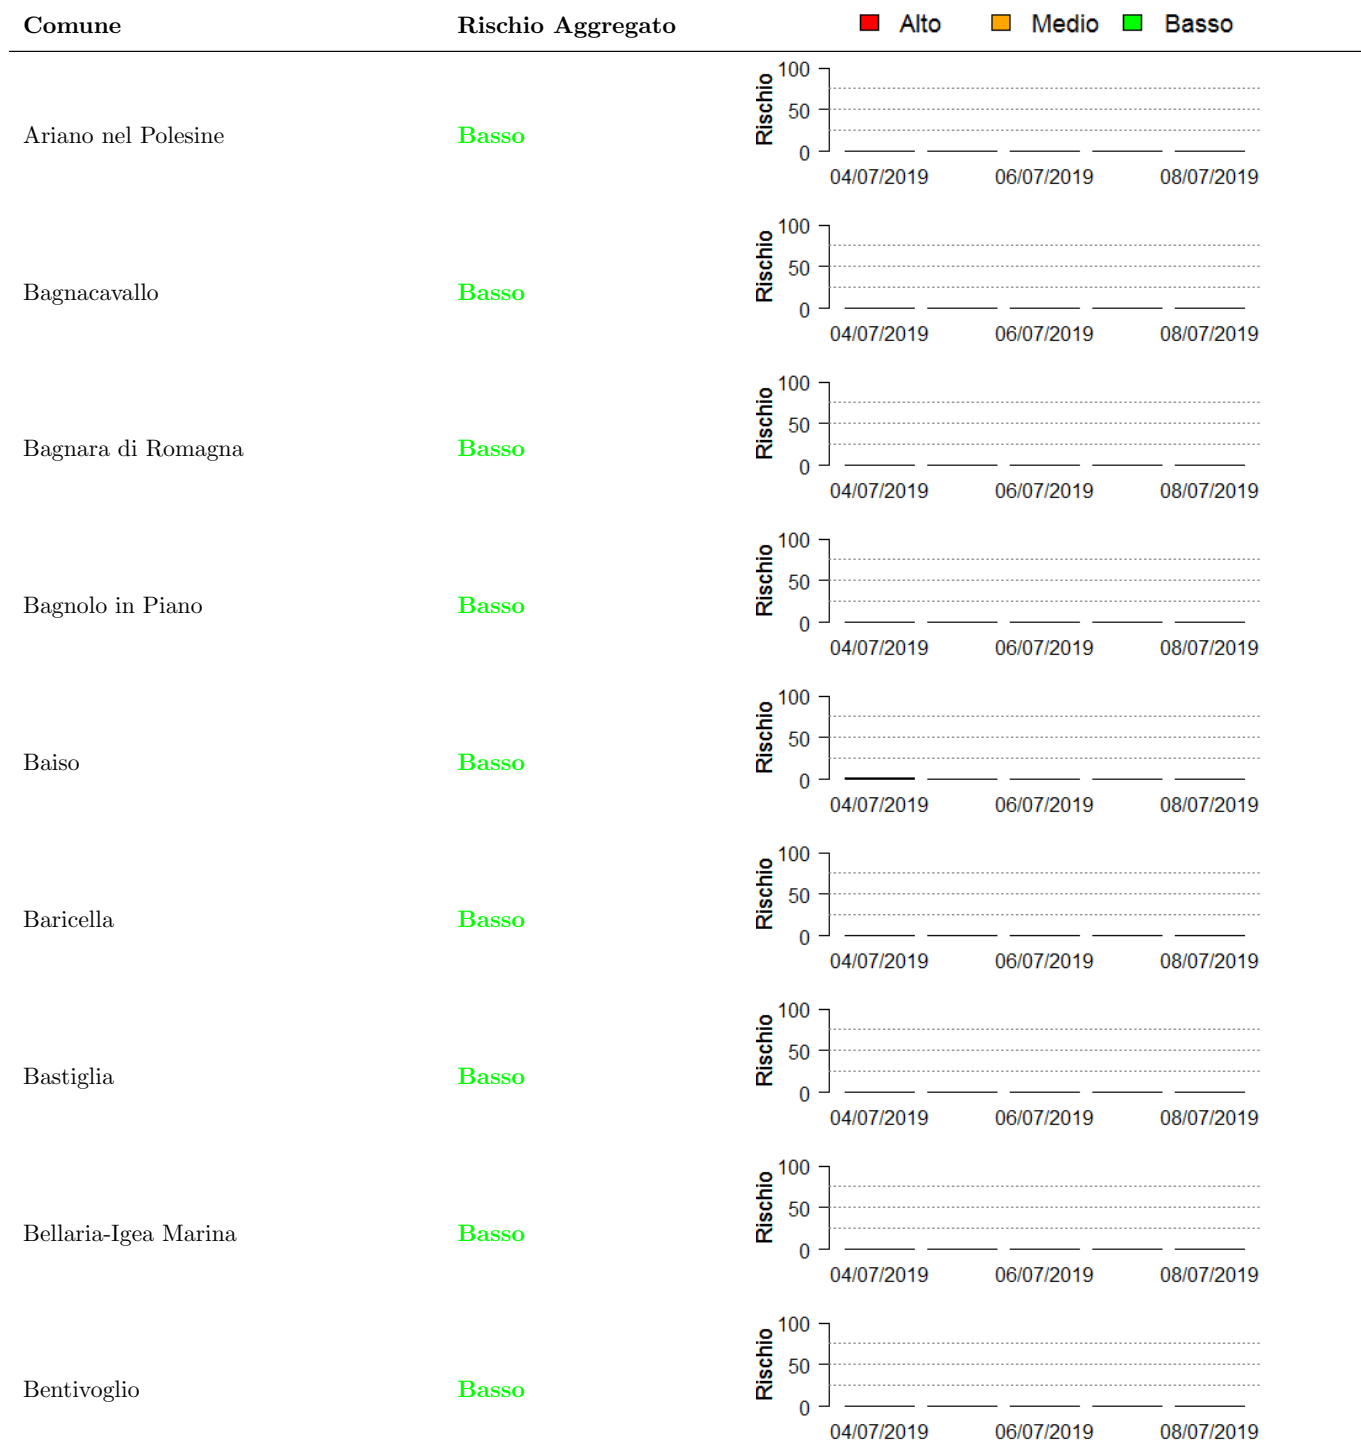 Comune Rischio Aggregato Alto Medio Basso
100
Rischio
50
Ariano nel Polesine Basso
0
04/07/2019 06/07/2019 08/07/2019
100
Rischio
50
Bagnacavallo Basso
0
04/07/2019 06/07/2019 08/07/2019
100
Rischio
50
Bagnara di Romagna Basso
0
04/07/2019 06/07/2019 08/07/2019
100
Rischio
50
Bagnolo in Piano Basso
0
04/07/2019 06/07/2019 08/07/2019
100
Rischio
50
Baiso Basso
0
04/07/2019 06/07/2019 08/07/2019
100
Rischio
50
Baricella Basso
0
04/07/2019 06/07/2019 08/07/2019
100
Rischio
50
Bastiglia Basso
0
04/07/2019 06/07/2019 08/07/2019
100
Rischio
50
Bellaria-Igea Marina Basso
0
04/07/2019 06/07/2019 08/07/2019
100
Rischio
50
Bentivoglio Basso
0
04/07/2019 06/07/2019 08/07/2019